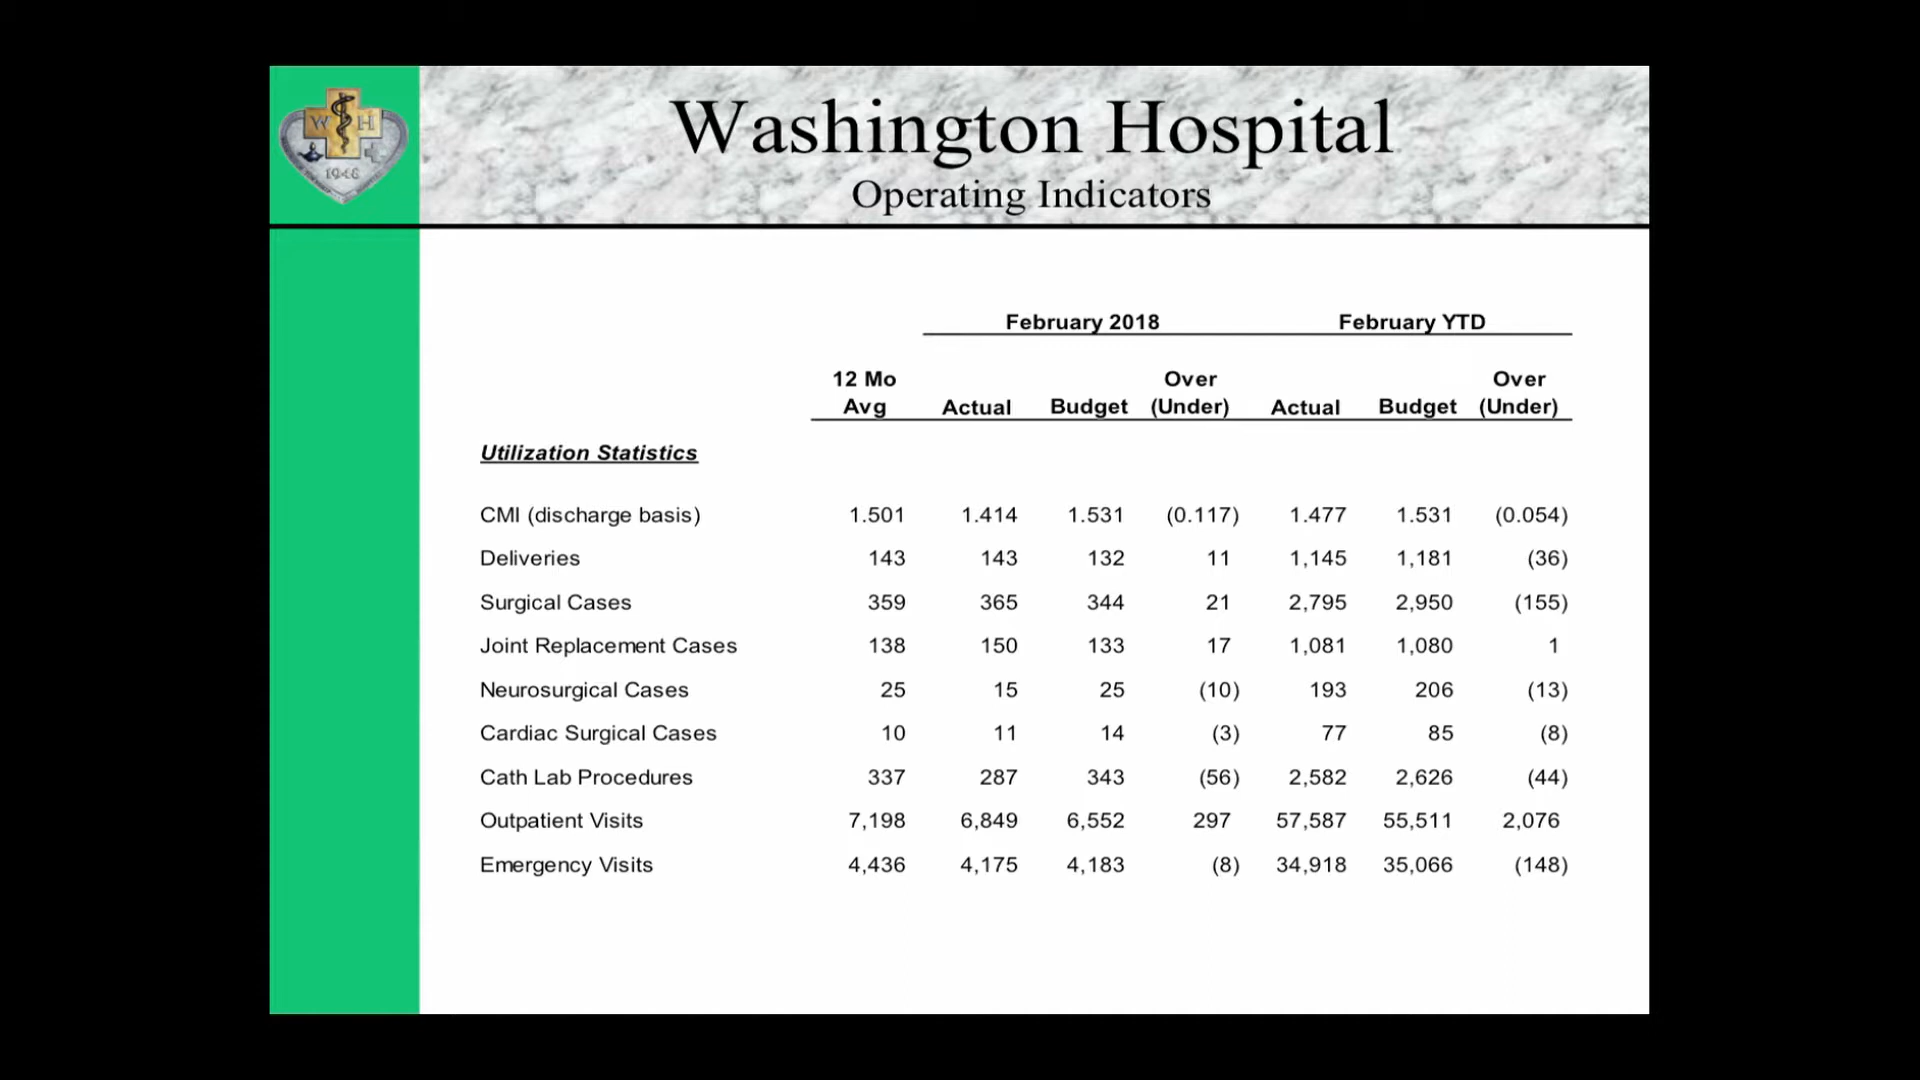 W H
1948
Washington Hospital
Operating Indicators
February 2018 February YTD
12 Mo Over Over
Avg Actual Budget (Under) Actual Budget (Under)
Utilization Statistics
CMI (discharge basis) 1.501 1.414 1.531 (0.117) 1.477 1.531 (0.054)
Deliveries 143 143 132 11 1,145 1,181 (36)
Surgical Cases 359 365 344 21 2,795 2,950 (155)
Joint Replacement Cases 138 150 133 17 1,081 1,080 1
Neurosurgical Cases 25 15 25 (10) 193 206 (13)
Cardiac Surgical Cases 10 11 14 (3) 77 85 (8)
Cath Lab Procedures 337 287 343 (56) 2,582 2,626 (44)
Outpatient Visits 7,198 6,849 6,552 297 57,587 55,511 2,076
Emergency Visits 4,436 4,175 4,183 (8) 34,918 35,066 (148)